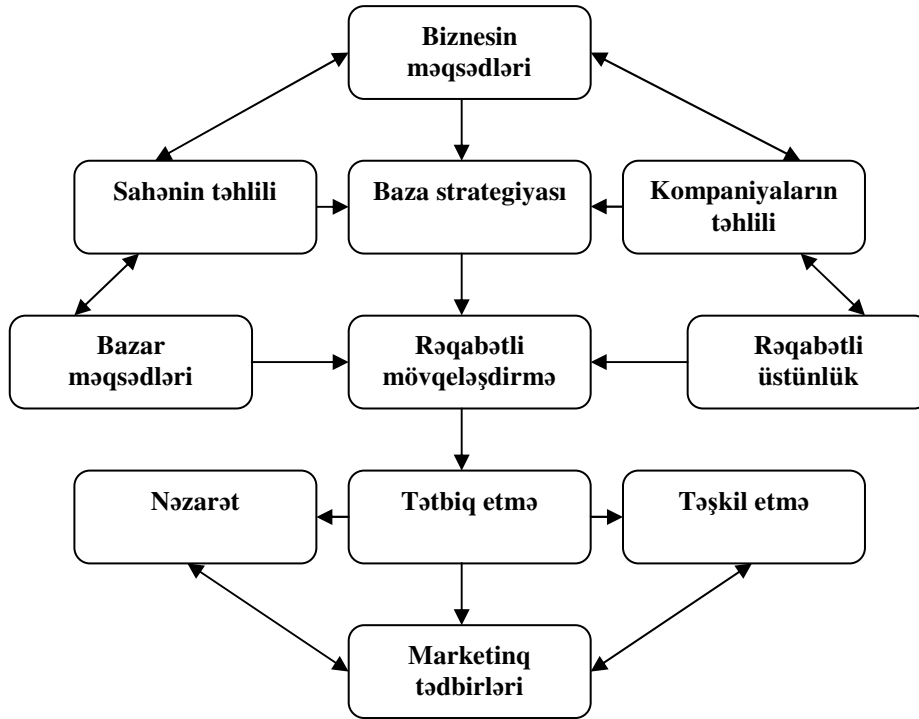 Biznesin
məqsədləri
Sahənin təhlili
Baza strategiyası
Kompaniyaların
təhlili
Bazar
məqsədləri
Rəqabətli
mövqeləşdirmə
Rəqabətli
üstünlük
Nəzarət
Tətbiq etmə
Təşkil etmə
Marketinq
tədbirləri